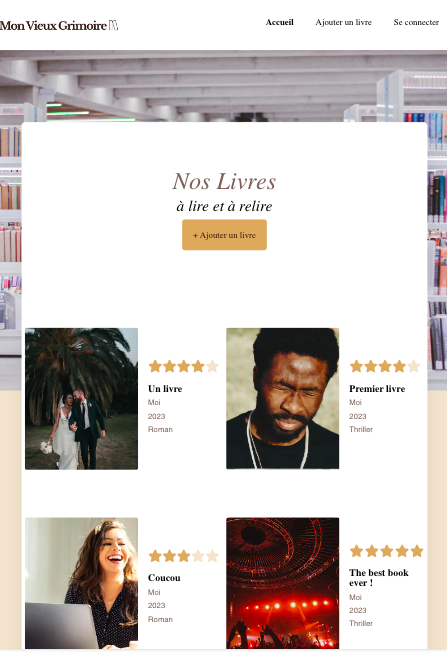 Mon Vieux Grimoire
Accueil
Ajouter un livre
Se connecter
Nos Livres
à lire et à relire
+ Ajouter un livre
Un livre
Moi
2023
Roman
Premier livre
Moi
2023
Thriller
Coucou
Moi
2023
Roman
The best book
ever !
Moi
2023
Thriller